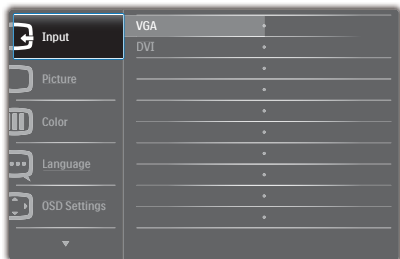 Input
VGA
DVI
Picture
Color
Language
OSD Settings